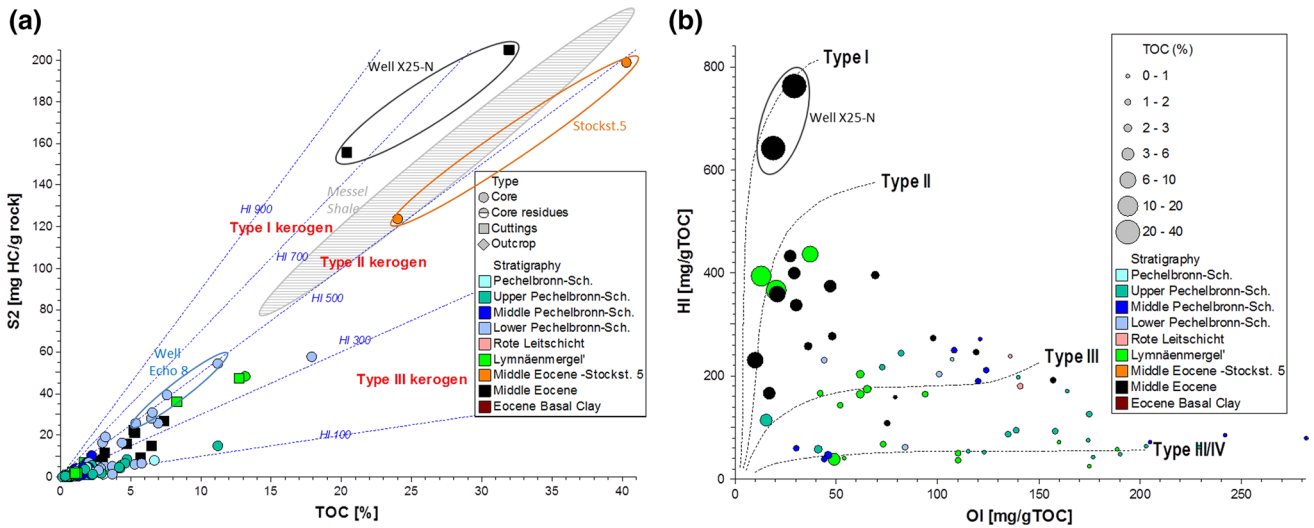 (a)
S2 [mg HC/g rock]
200
180
160
140
120
100
80
60
40
20
0
0
5
10
15
20
25
30
35
40
TOC [%]
Well X25-N
Stockst.5
Messel
Shale
HI 900
Type I kerogen
HI 700
Type II kerogen
HI 500
HI 300
Type III kerogen
HI 100
Well
Echo 8
Type
Core
Core residues
Cuttings
Outcrop
Stratigraphy
Pechelbronn-Sch.
Upper Pechelbronn-Sch.
Middle Pechelbronn-Sch.
Lower Pechelbronn-Sch.
Rote Leitschicht
Lymnäenmergel'
Middle Eocene -Stockst. 5
Middle Eocene
Eocene Basal Clay
(b)
HI [mg/gTOC]
800
600
400
200
0
0
50
100
150
200
250
OI [mg/gTOC]
Type I
Well X25-N
Type II
Type III
Type III/IV
TOC (%)
0 - 1
1 - 2
2 - 3
3 - 6
6 - 10
10 - 20
20 - 40
Stratigraphy
Pechelbronn-Sch.
Upper Pechelbronn-Sch.
Middle Pechelbronn-Sch.
Lower Pechelbronn-Sch.
Rote Leitschicht
Lymnäenmergel'
Middle Eocene -Stockst. 5
Middle Eocene
Eocene Basal Clay